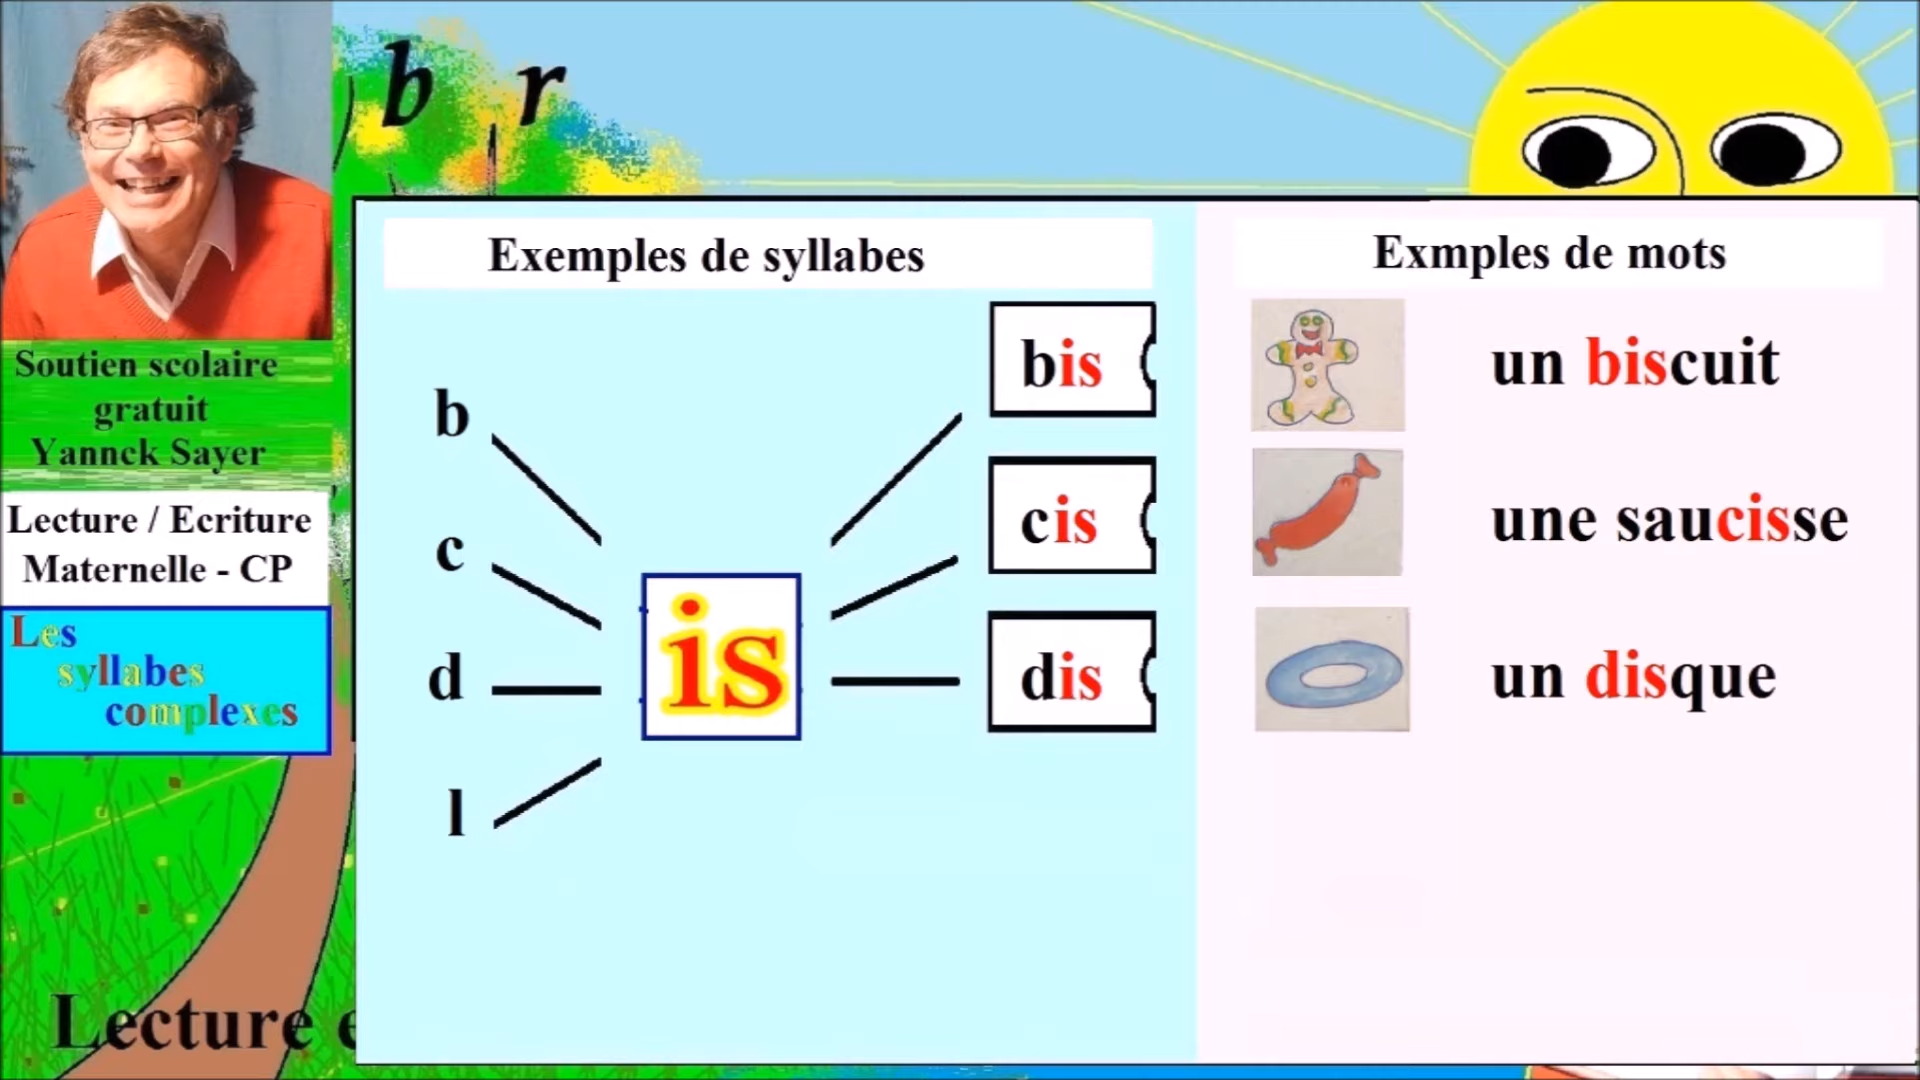 b r
Soutien scolaire
gratuit
Yannck Sayer
Lecture / Ecriture
Maternelle - CP
Les
syllabes
complexes
Lecture e
Exemples de syllabes
b
c
d
l
is
bis
cis
dis
Exmples de mots
un biscuit
une saucisse
un disque